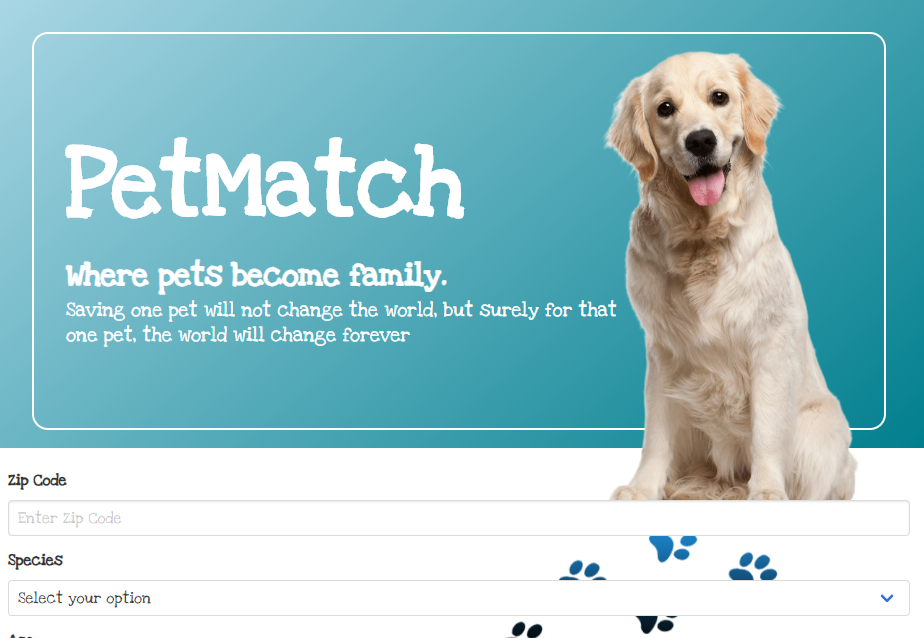 PetMatch
Where pets become family.
Saving one pet will not change the world, but surely for that
one pet, the world will change forever
Zip Code
Enter Zip Code
Species
Select your option